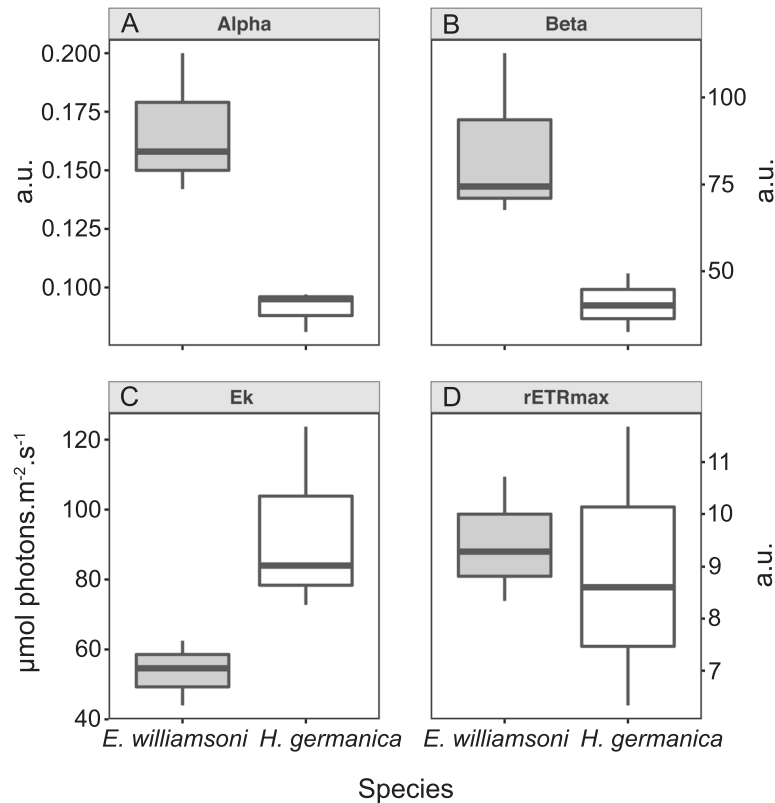 A Alpha
B Beta
0.200
0.175
0.150
0.125
0.100
a.u.
100
75
50
a.u.
C Ek
D rETRmax
120
100
80
60
40
µmol photons.m⁻².s⁻¹
11
10
9
8
7
a.u.
E. williamsoni H. germanica
E. williamsoni H. germanica
Species